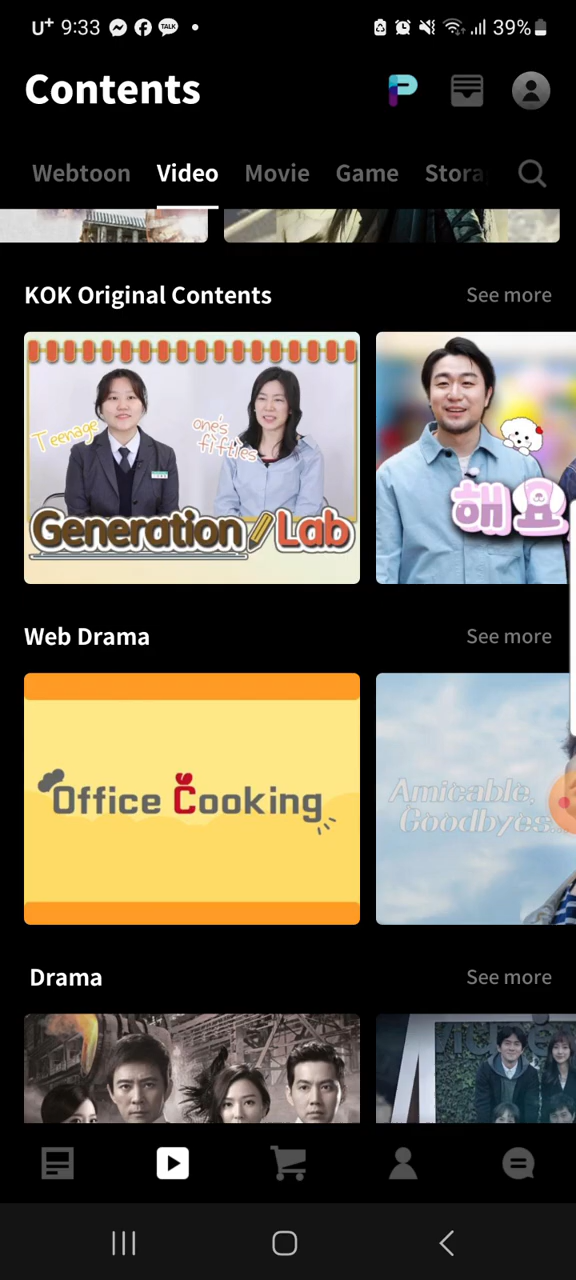 U+ 9:33 TALK 39%
Contents
Webtoon Video Movie Game Stora
KOK Original Contents See more
Teenage
one's
fifties
Generation Lab
해요
Web Drama See more
Office Cooking
Amicable,
Goodbyes...
Drama See more